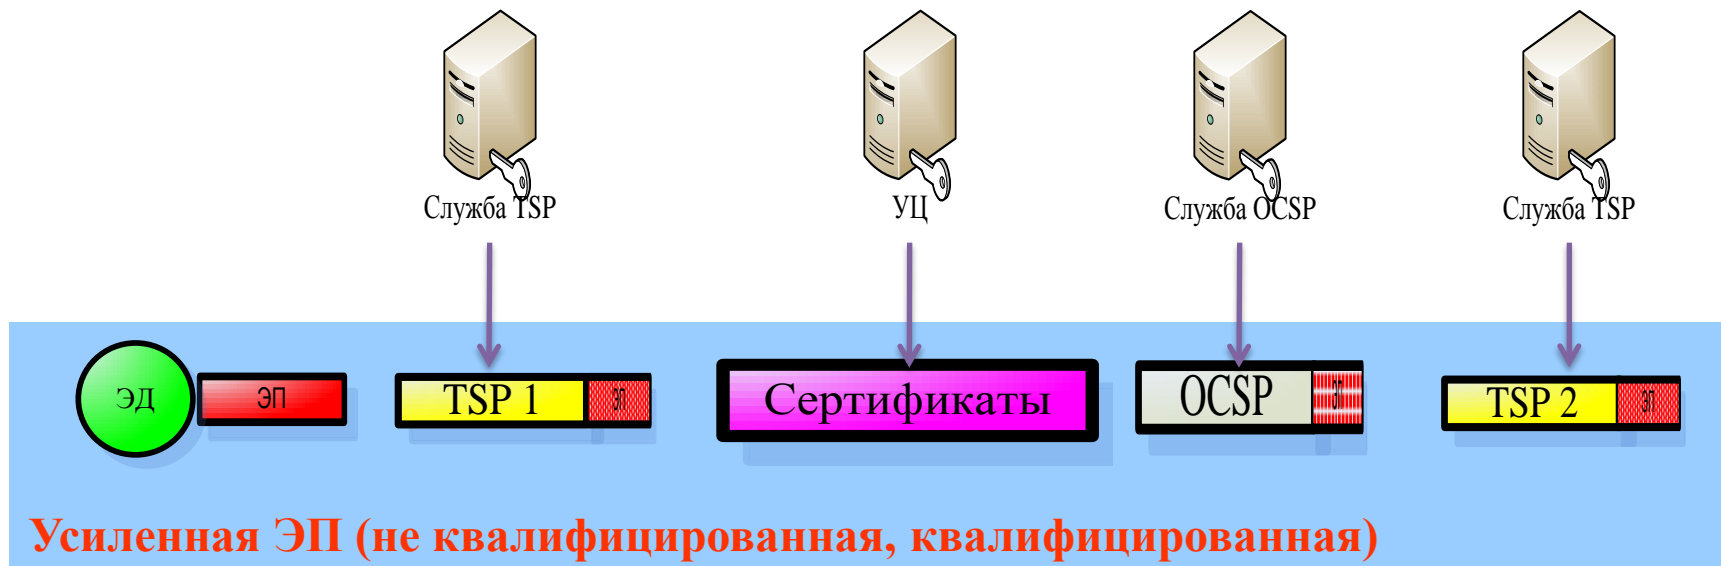 Служба TSP
УЦ
Служба OCSP
Служба TSP
ЭД
ЭП
TSP 1
ЭП
Сертификаты
OCSP
ЭП
TSP 2
ЭП
Усиленная ЭП (не квалифицированная, квалифицированная)